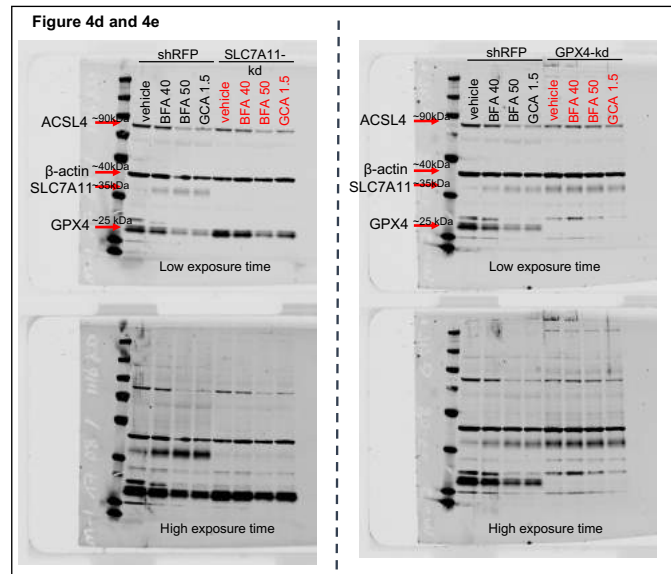 Figure 4d and 4e
shRFP
SLC7A11-
kd
vehicle
BFA 40
BFA 50
GCA 1.5
vehicle
BFA 40
BFA 50
GCA 1.5
ACSL4
~90kDa
β-actin
~40kDa
SLC7A11
~35kDa
GPX4
~25 kDa
Low exposure time
High exposure time
shRFP
GPX4-kd
vehicle
BFA 40
BFA 50
GCA 1.5
vehicle
BFA 40
BFA 50
GCA 1.5
ACSL4
~90kDa
β-actin
~40kDa
SLC7A11
~35kDa
GPX4
~25 kDa
Low exposure time
High exposure time